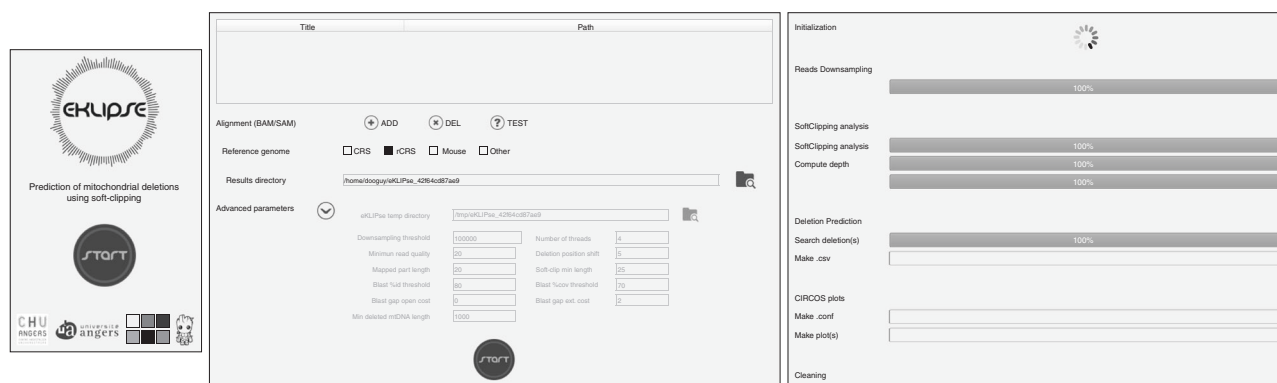 EKLIPSE
Prediction of mitochondrial deletions
using soft-clipping
START
CHU
ANGERS
ua université
angers
Title Path
Alignment (BAM/SAM) + ADD × DEL ? TEST
Reference genome CRS rCRS Mouse Other
Results directory /home/dooguy/eKLIPse_42f64cd87ae9
Advanced parameters
eKLIPse temp directory /tmp/eKLIPse_42f64cd87ae9
Downsampling threshold 100000 Number of threads 4
Minimun read quality 20 Deletion position shift 5
Mapped part length 20 Soft-clip min length 25
Blast %id threshold 80 Blast %cov threshold 70
Blast gap open cost 0 Blast gap ext. cost 2
Min deleted mtDNA length 1000
START
Initialization
Reads Downsampling
100%
SoftClipping analysis
SoftClipping analysis 100%
Compute depth 100%
100%
Deletion Prediction
Search deletion(s) 100%
Make .csv
CIRCOS plots
Make .conf
Make plot(s)
Cleaning